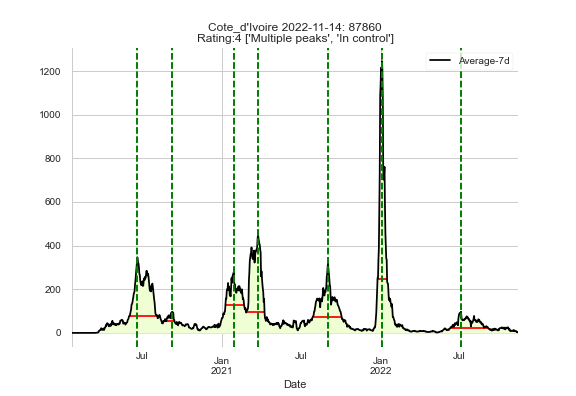 Cote_d'Ivoire 2022-11-14: 87860
Rating:4 ['Multiple peaks', 'In control']
Average-7d
1200
1000
800
600
400
200
0
Jul
Jan
2021
Jul
Jan
2022
Jul
Date